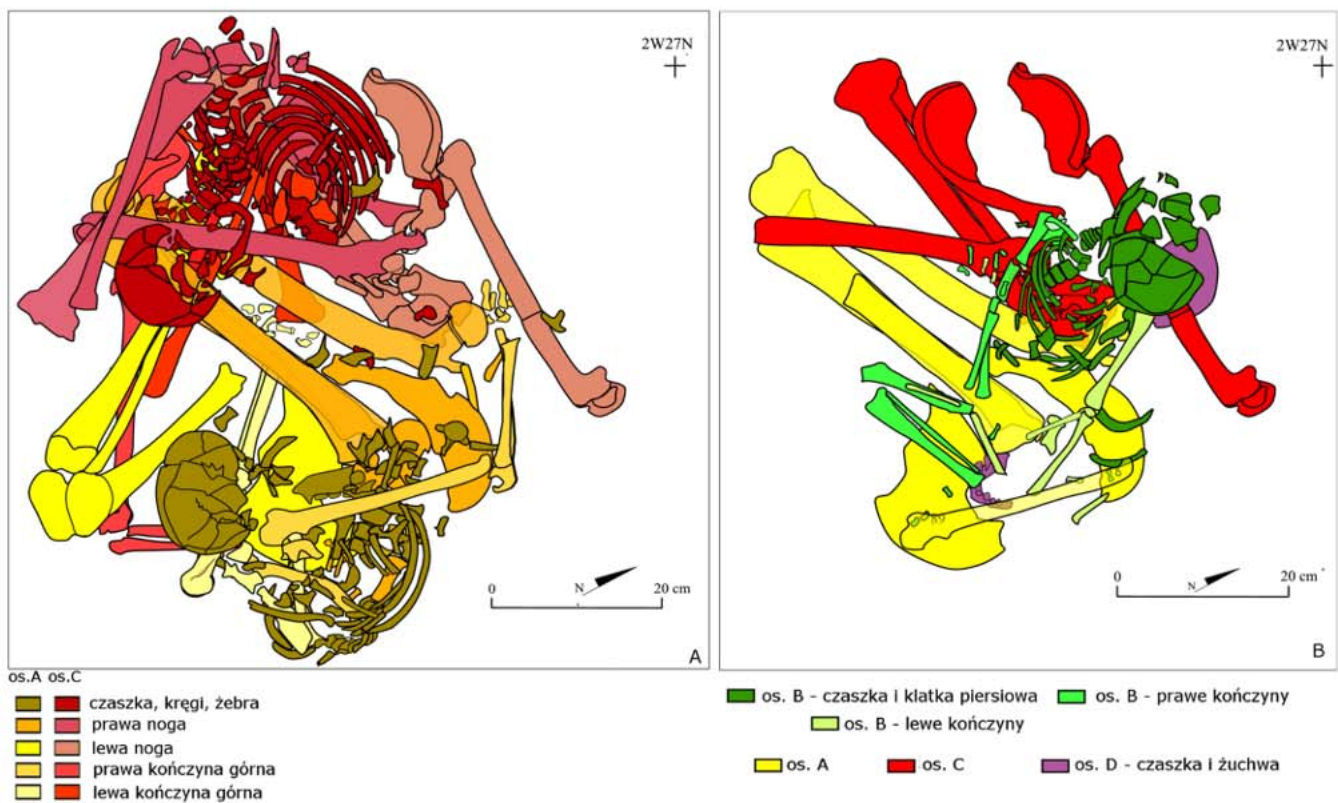 2W27N
0 N 20 cm
A
2W27N
0 N 20 cm
B
os.A os.C
czaszka, kręgi, żebra
prawa noga
lewa noga
prawa kończyna górna
lewa kończyna górna
os. B - czaszka i klatka piersiowa os. B - prawe kończyny
os. B - lewe kończyny
os. A os. C os. D - czaszka i żuchwa